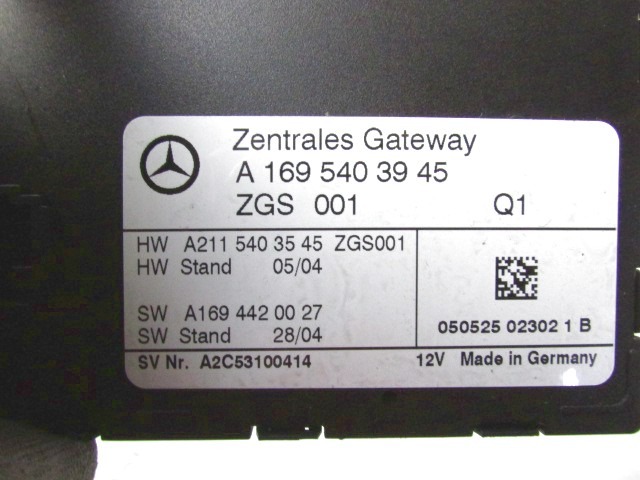 Zentrales Gateway
A 169 540 39 45
ZGS 001 Q1
HW A211 540 35 45 ZGS001
HW Stand 05/04
SW A169 442 00 27
SW Stand 28/04
050525 02302 1 B
SV Nr. A2C53100414 12V Made in Germany